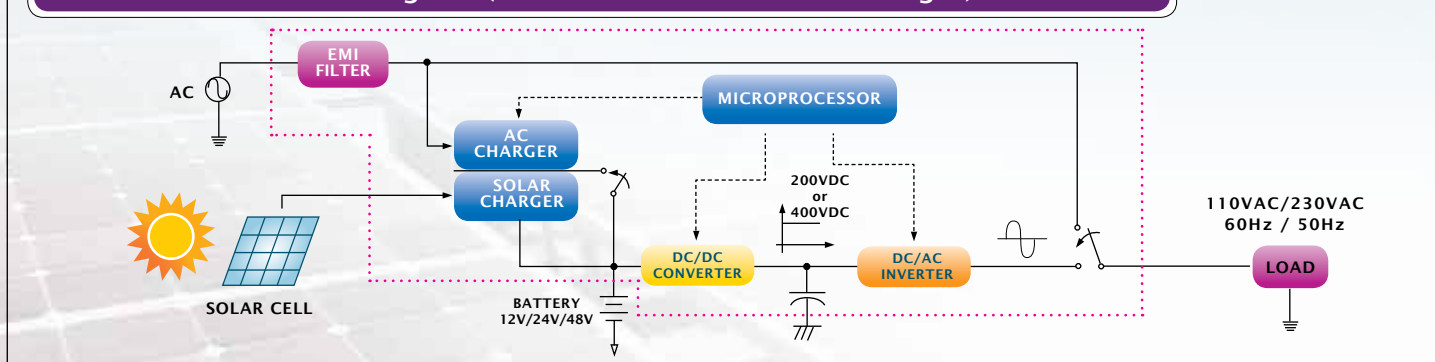 EMI
FILTER
AC
MICROPROCESSOR
AC
CHARGER
SOLAR
CHARGER
200VDC
or
400VDC
110VAC/230VAC
60Hz / 50Hz
DC/DC
CONVERTER
DC/AC
INVERTER
LOAD
SOLAR CELL
BATTERY
12V/24V/48V